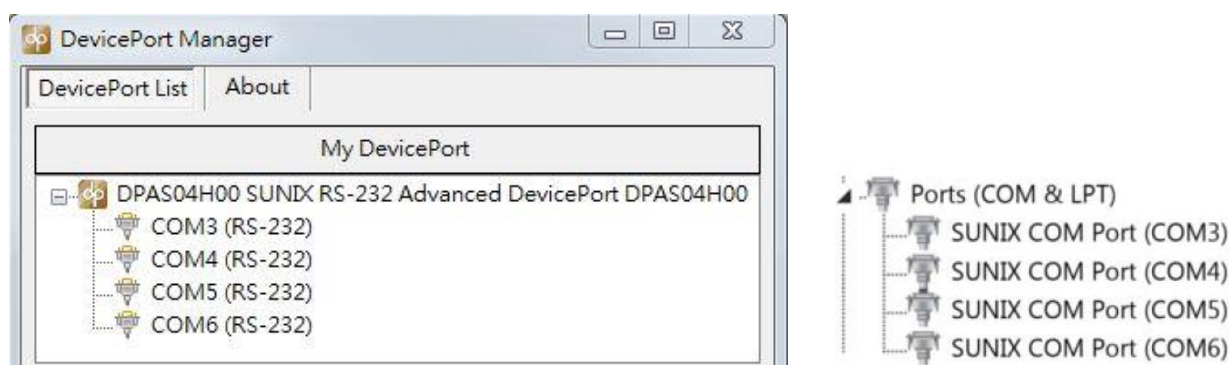 DevicePort Manager
DevicePort List
About
My DevicePort
DPAS04H00 SUNIX RS-232 Advanced DevicePort DPAS04H00
COM3 (RS-232)
COM4 (RS-232)
COM5 (RS-232)
COM6 (RS-232)
Ports (COM & LPT)
SUNIX COM Port (COM3)
SUNIX COM Port (COM4)
SUNIX COM Port (COM5)
SUNIX COM Port (COM6)